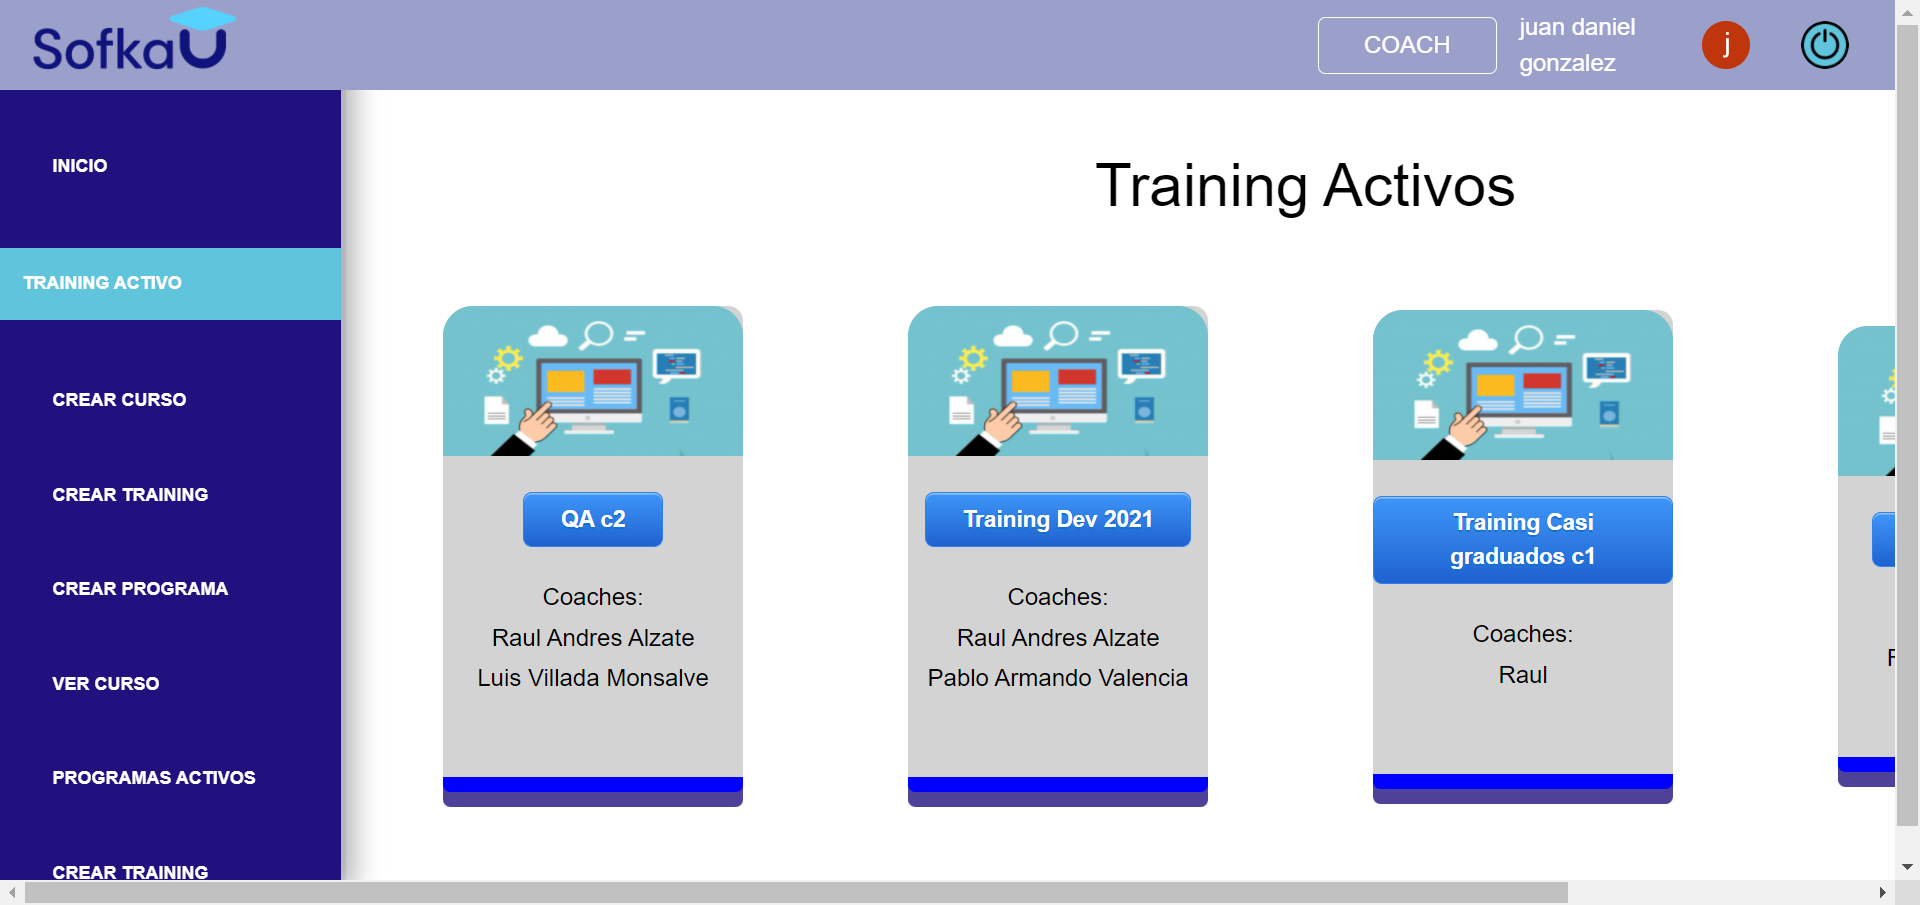 SofkaU
COACH
juan daniel
gonzalez
j
INICIO
TRAINING ACTIVO
CREAR CURSO
CREAR TRAINING
CREAR PROGRAMA
VER CURSO
PROGRAMAS ACTIVOS
CREAR TRAINING
Training Activos
QA c2
Coaches:
Raul Andres Alzate
Luis Villada Monsalve
Training Dev 2021
Coaches:
Raul Andres Alzate
Pablo Armando Valencia
Training Casi
graduados c1
Coaches:
Raul